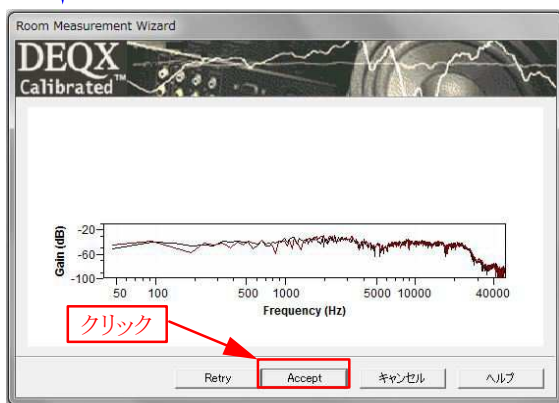 Room Measurement Wizard
DEQX
Calibrated™
Gain (dB)
-20
-60
-100
50 100 500 1000 5000 10000 40000
Frequency (Hz)
クリック
Retry Accept キャンセル ヘルプ